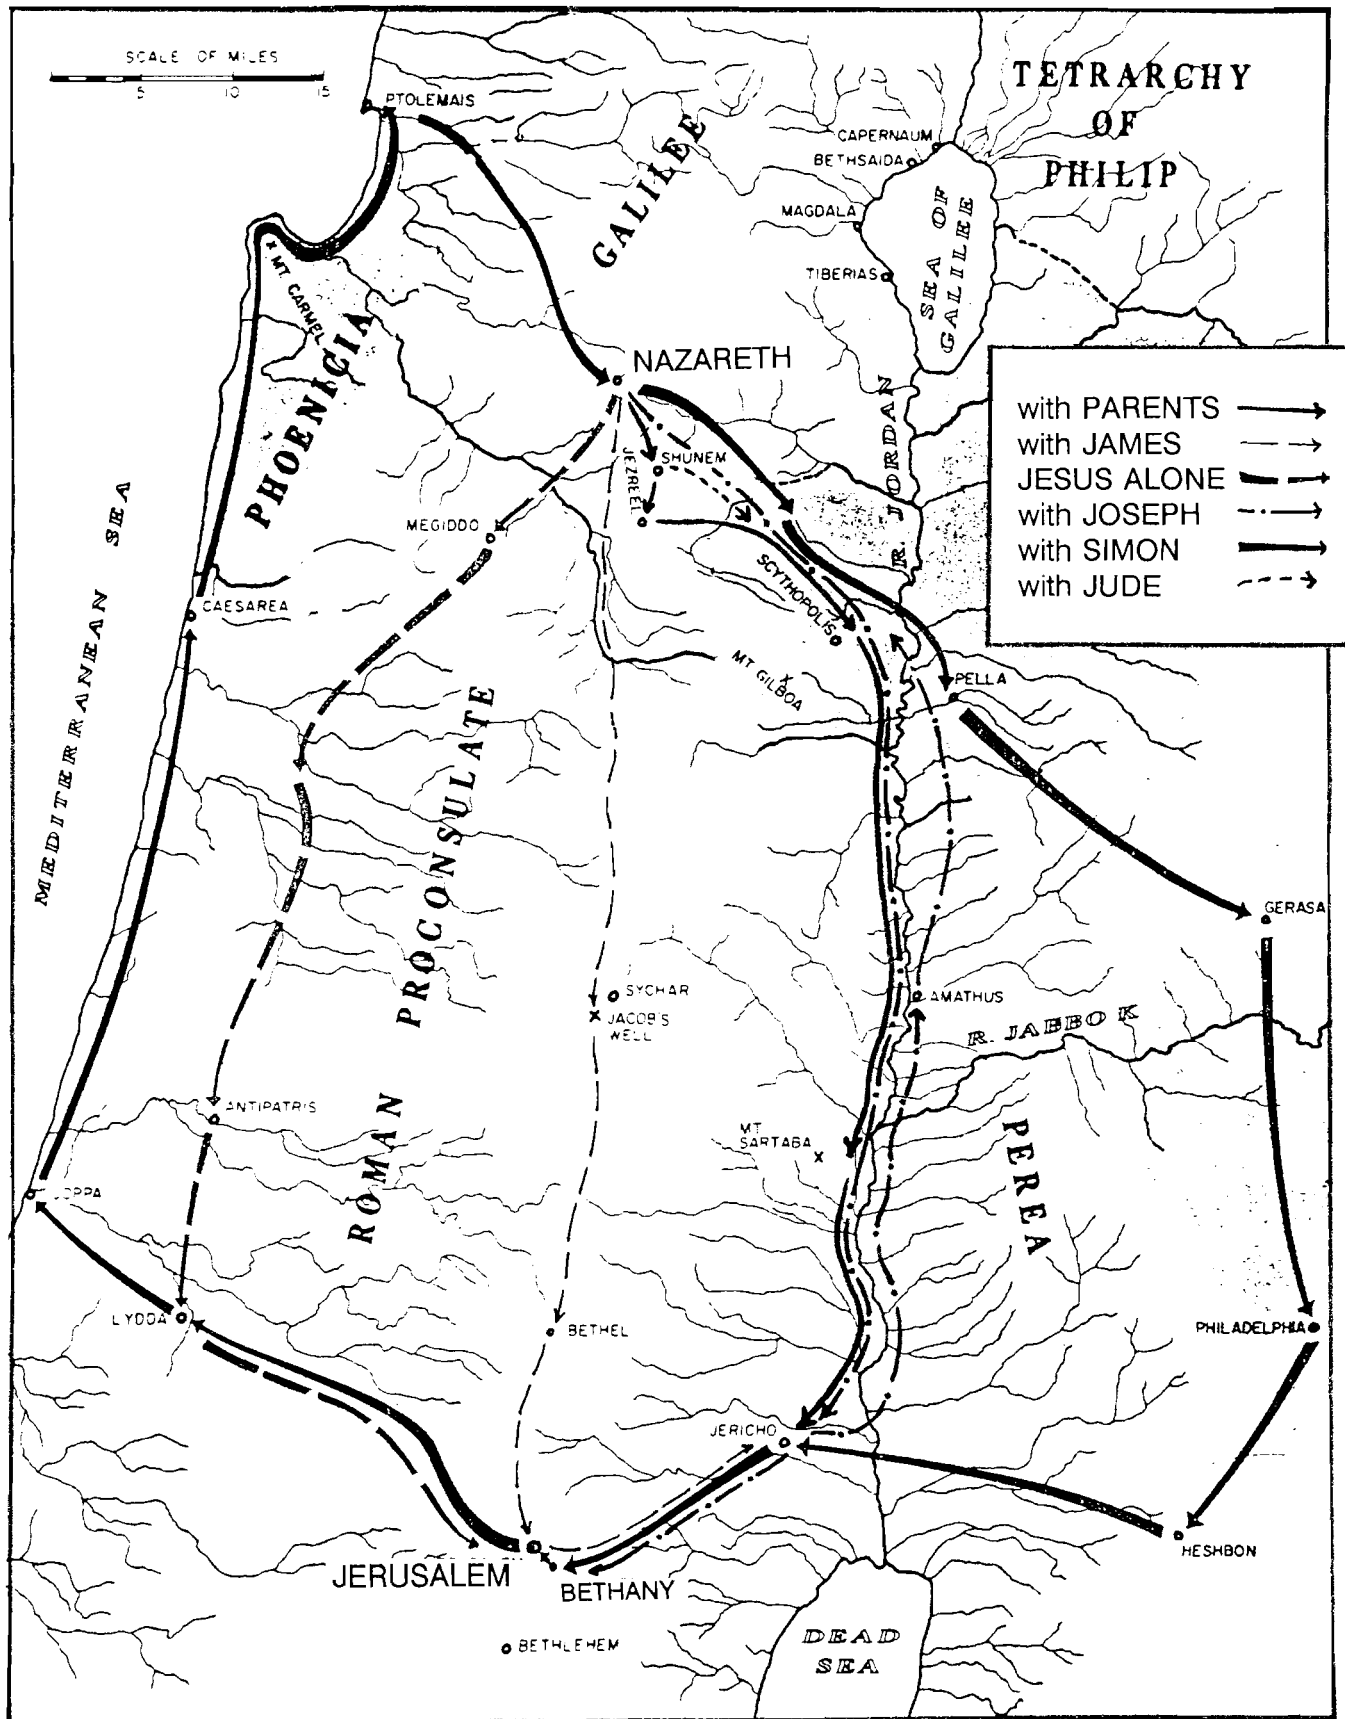 SCALE OF MILES
5 10 15
PTOLEMAIS
GALILEE
TETRARCHY
OF
PHILIP
CAPERNAUM
BETHSAIDA
MAGDALA
TIBERIAS
SEA OF
GALILEE
MT. CARMEL
PHOENICIA
NAZARETH
R. JORDAN
with PARENTS
with JAMES
JESUS ALONE
with JOSEPH
with SIMON
with JUDE
SHUNEM
JEZREEL
MEGIDDO
MEDITERRANEAN SEA
SCYTHOPOLIS
CAESAREA
MT GILBOA
PELLA
ROMAN PROCONSULATE
GERASA
SYCHAR
JACOB'S
WELL
AMATHUS
R. JABBOK
ANTIPATRIS
MT
SARTABA
PEREA
JOPPA
LYDDA
BETHEL
PHILADELPHIA
JERICHO
HESHBON
JERUSALEM
BETHANY
BETHLEHEM
DEAD
SEA